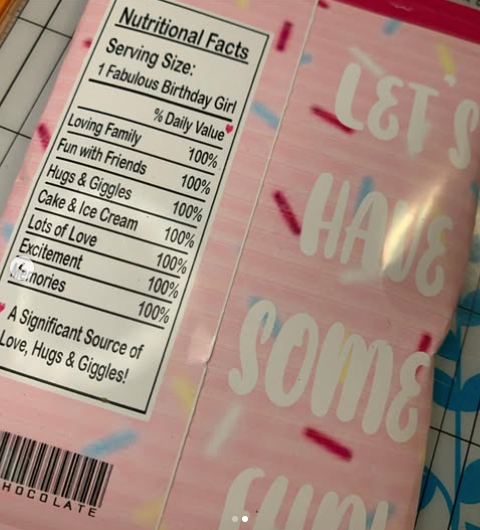 Nutritional Facts
Serving Size:
1 Fabulous Birthday Girl
% Daily Value
Loving Family 100%
Fun with Friends 100%
Hugs & Giggles 100%
Cake & Ice Cream 100%
Lots of Love 100%
Excitement 100%
emories 100%
A Significant Source of
Love, Hugs & Giggles!
HOCOLATE
LET'S
HAVE
SOME
FUN!